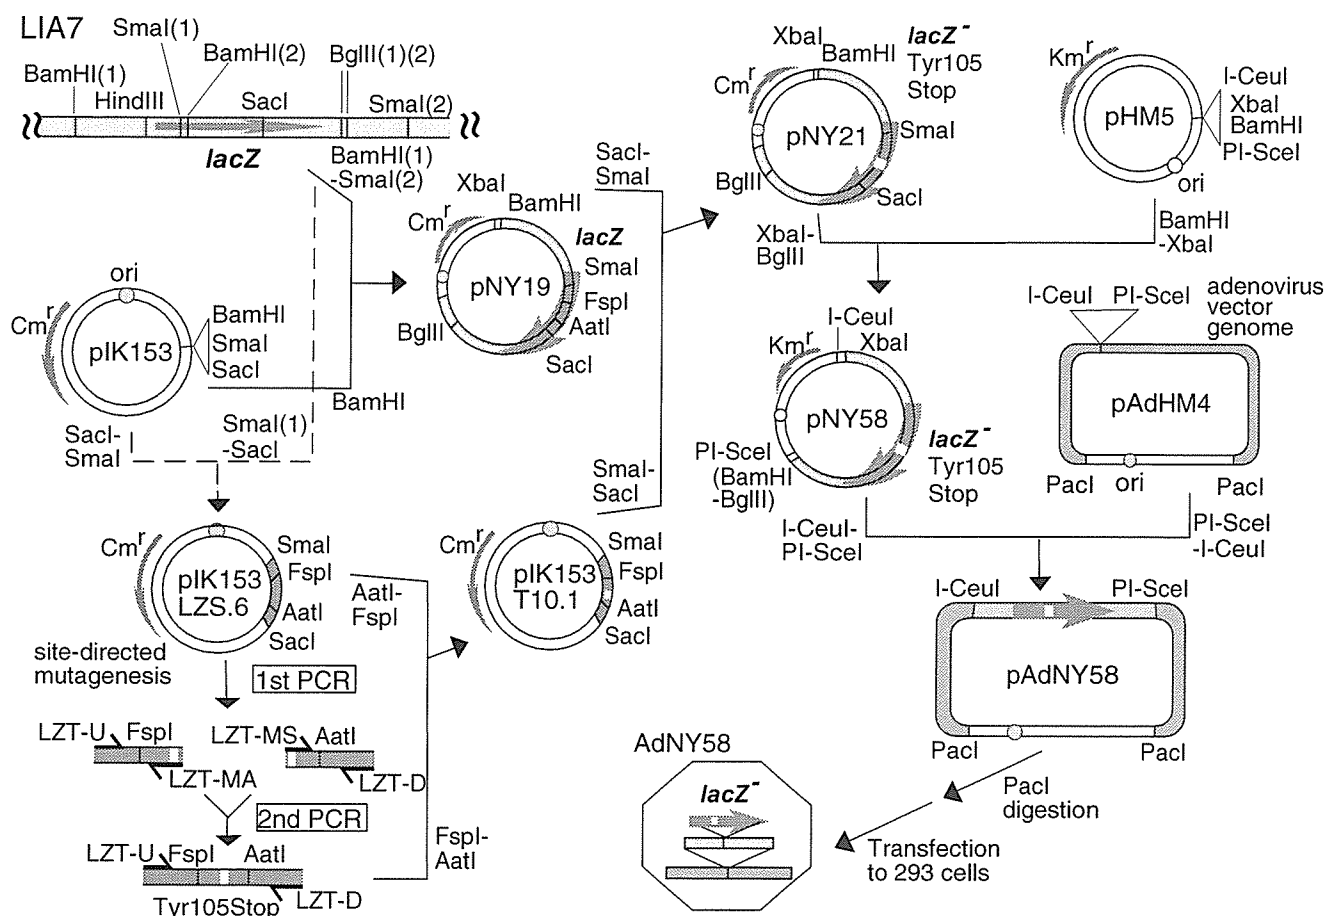 LIA7
SmaI(1)
BamHI(2)
BglII(1)(2)
BamHI(1)
HindIII
SacI
SmaI(2)
lacZ
BamHI(1)
-SmaI(2)
ori
Cmr
pIK153
BamHI
SmaI
SacI
BamHI
SacI-
SmaI
SmaI(1)
-SacI
XbaI
BamHI
Cmr
lacZ
pNY19
SmaI
FspI
AatI
SacI
BglII
SacI-
SmaI
SmaI-
SacI
Cmr
pIK153
LZS.6
SmaI
FspI
AatI
SacI
AatI-
FspI
site-directed
mutagenesis
1st PCR
LZT-U
FspI
LZT-MA
LZT-MS
AatI
LZT-D
2nd PCR
LZT-U
FspI
AatI
LZT-D
Tyr105Stop
FspI-
AatI
Cmr
pIK153
T10.1
SmaI
FspI
AatI
SacI
XbaI
BamHI
lacZ-
Tyr105
Stop
Cmr
pNY21
SmaI
BglII
SacI
XbaI-
BglII
Kmr
pHM5
I-CeuI
XbaI
BamHI
PI-SceI
ori
BamHI
-XbaI
I-CeuI
XbaI
Kmr
pNY58
lacZ-
Tyr105
Stop
PI-SceI
(BamHI
-BglII)
I-CeuI-
PI-SceI
I-CeuI
PI-SceI
adenovirus
vector
genome
pAdHM4
PacI
ori
PacI
PI-SceI
-I-CeuI
I-CeuI
PI-SceI
pAdNY58
PacI
PacI
PacI
digestion
Transfection
to 293 cells
AdNY58
lacZ-